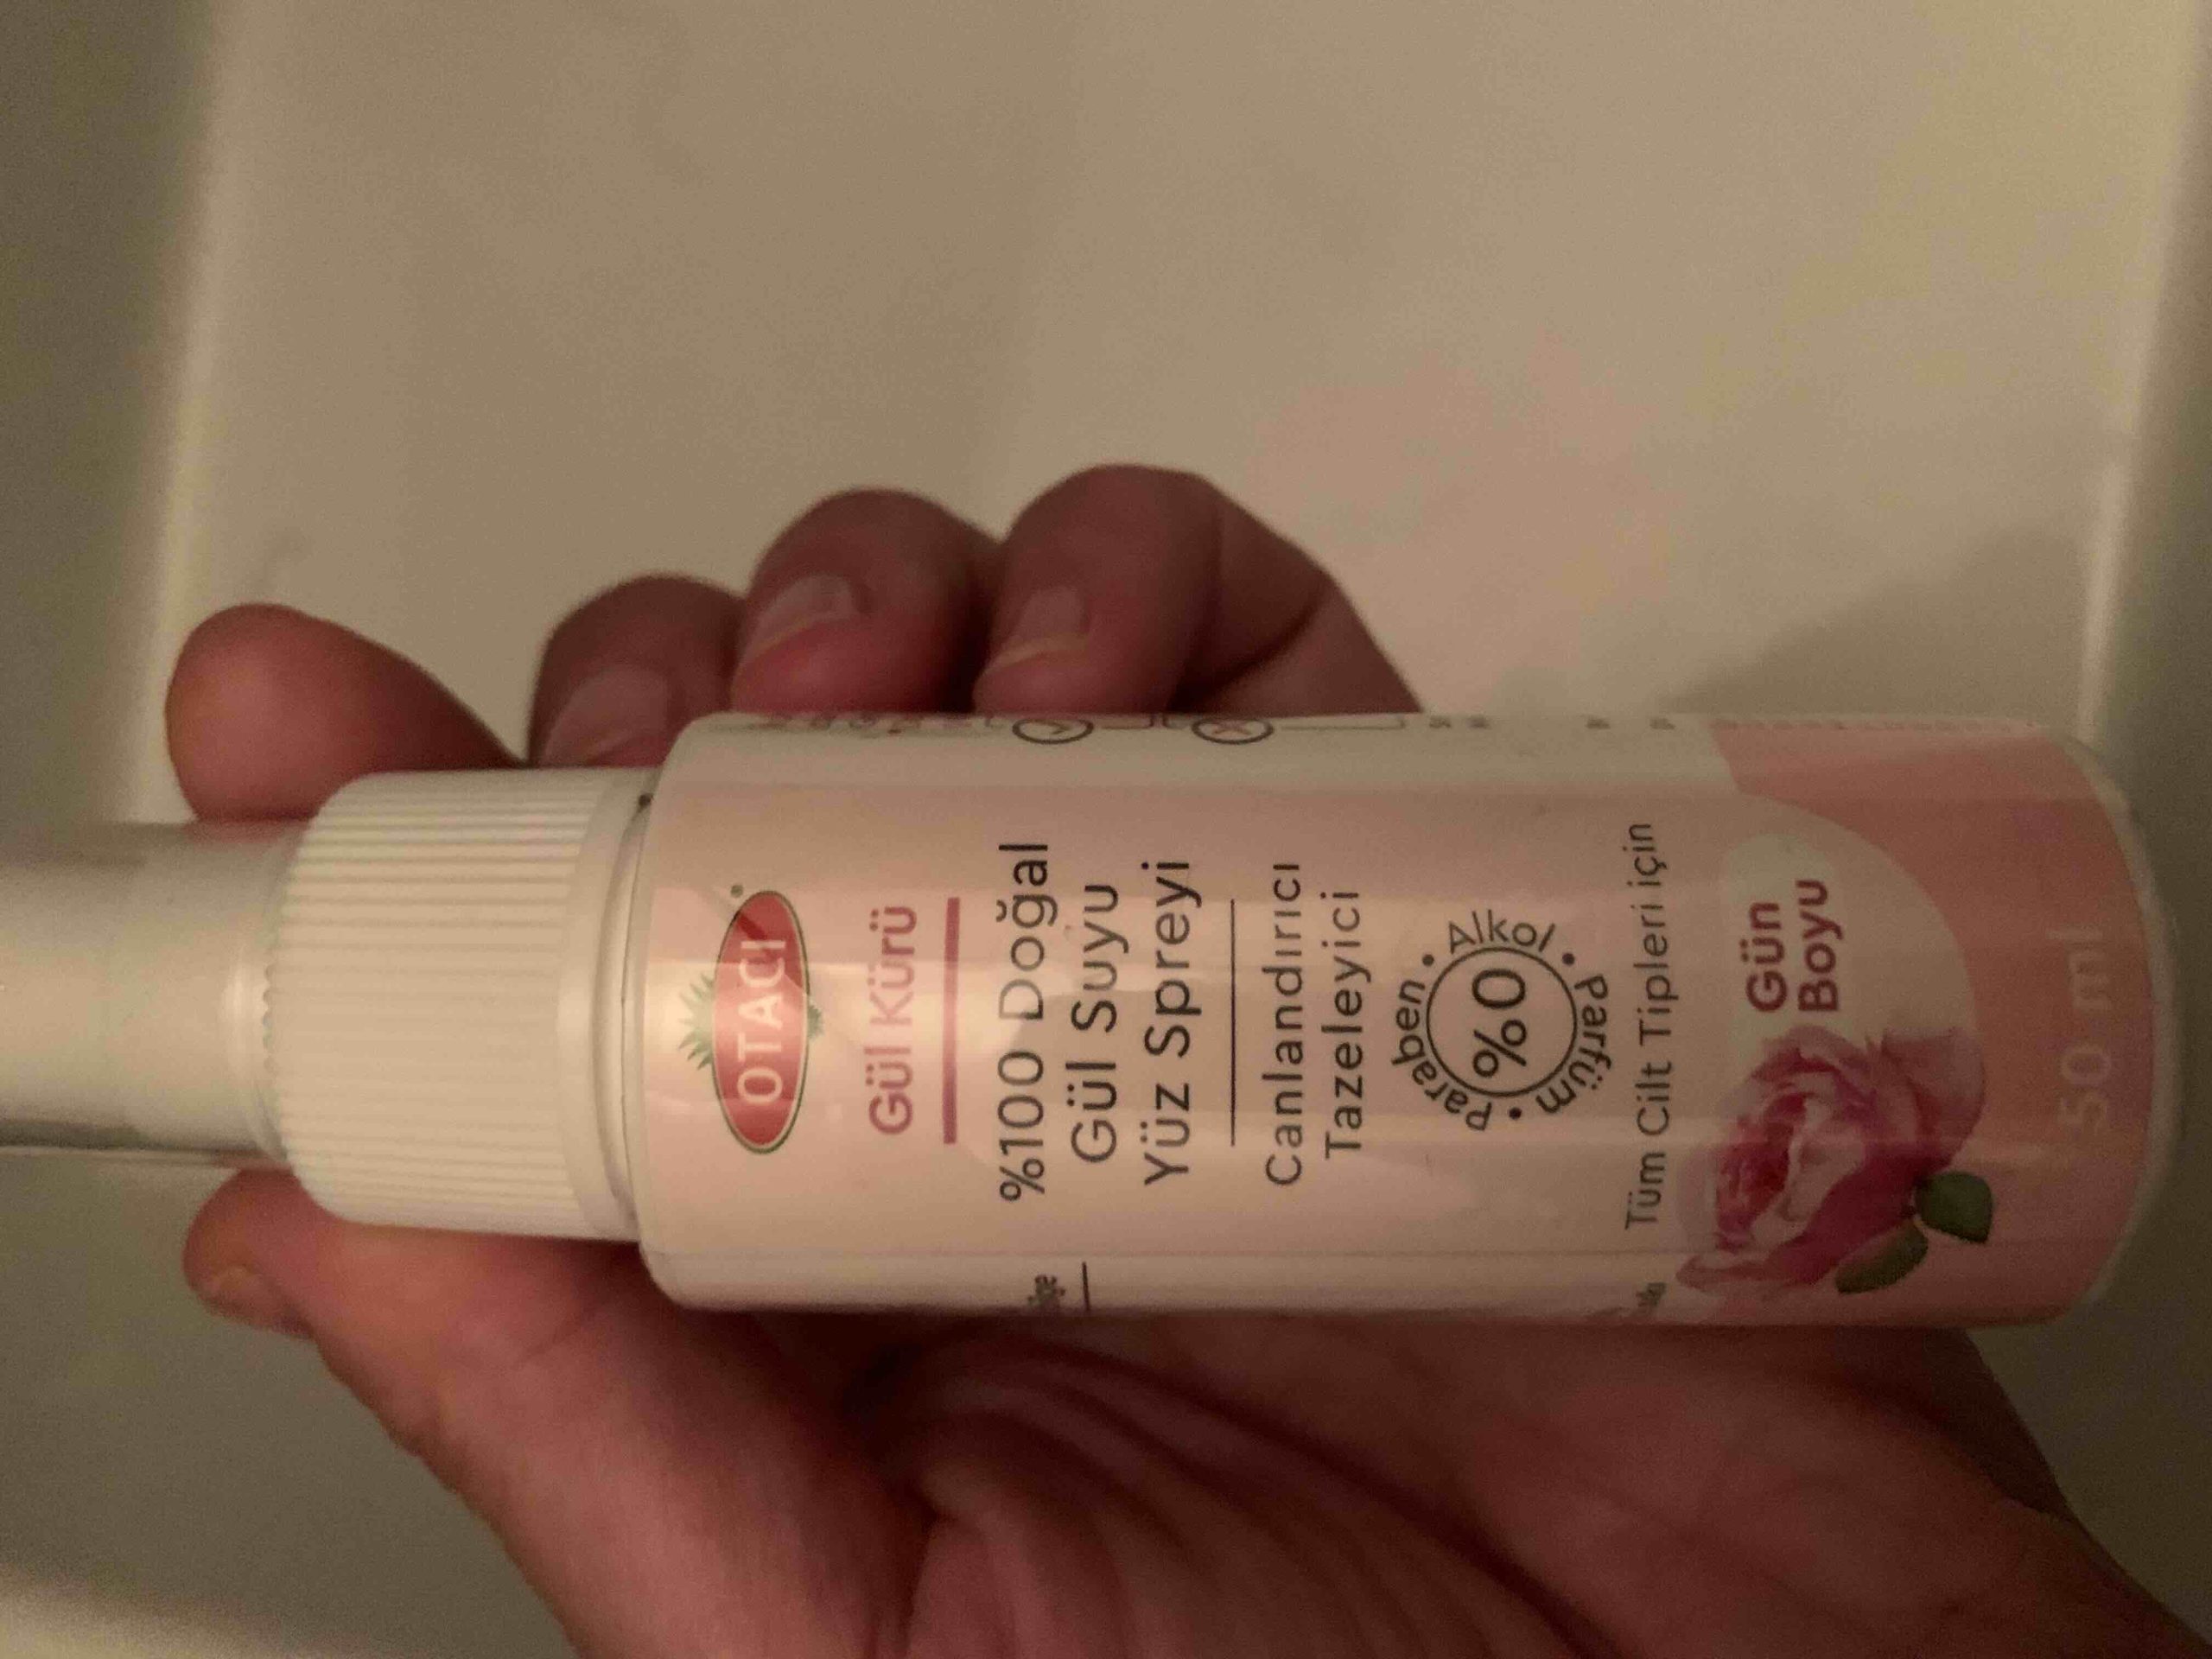 OTACI
Gül Kürü
%100 Doğal
Gül Suyu
Yüz Spreyi
Canlandırıcı
Tazeleyici
Paraben • Alkol • Parfüm •
%0
Tüm Cilt Tipleri için
Gün
Boyu
50 ml